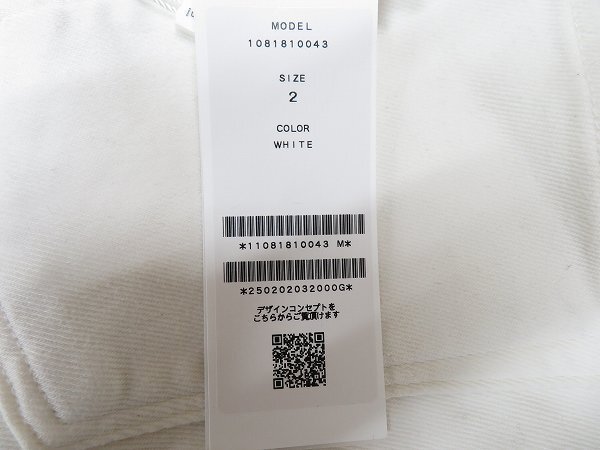 MODEL
1081810043
SIZE
2
COLOR
WHITE
*11081810043 M*
*250202032000G*
デザインコンセプトを
こちらからご覧頂けます